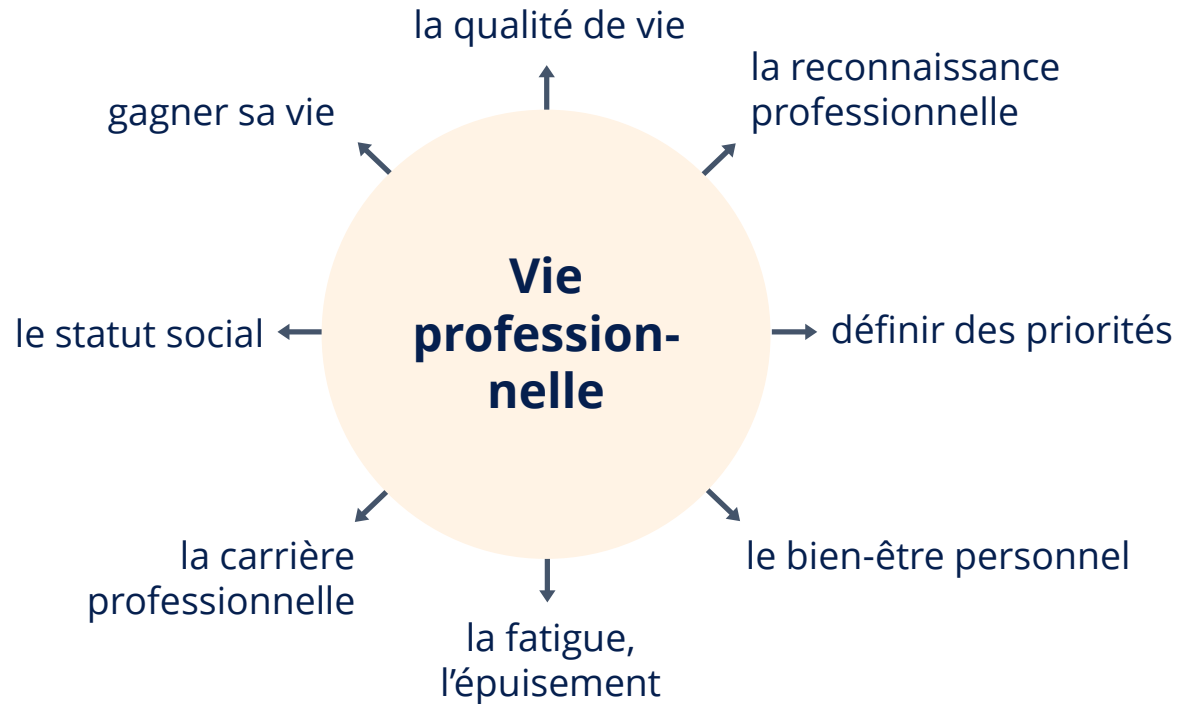 la qualité de vie
la reconnaissance
professionnelle
gagner sa vie
Vie
profession-
nelle
le statut social
définir des priorités
la carrière
professionnelle
le bien-être personnel
la fatigue,
l’épuisement